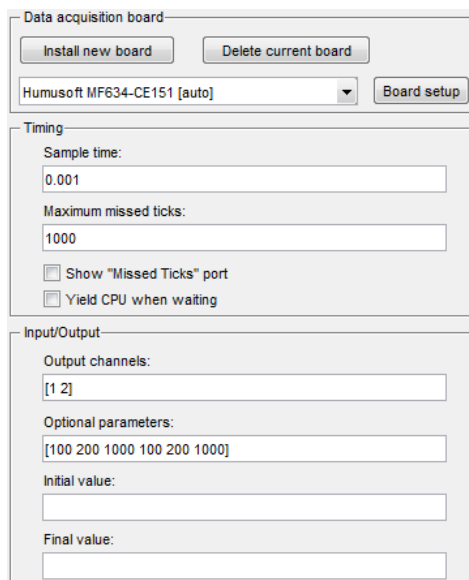 Data acquisition board
Install new board Delete current board
Humusoft MF634-CE151 [auto] Board setup
Timing
Sample time:
0.001
Maximum missed ticks:
1000
Show "Missed Ticks" port
Yield CPU when waiting
Input/Output
Output channels:
[1 2]
Optional parameters:
[100 200 1000 100 200 1000]
Initial value:
Final value: